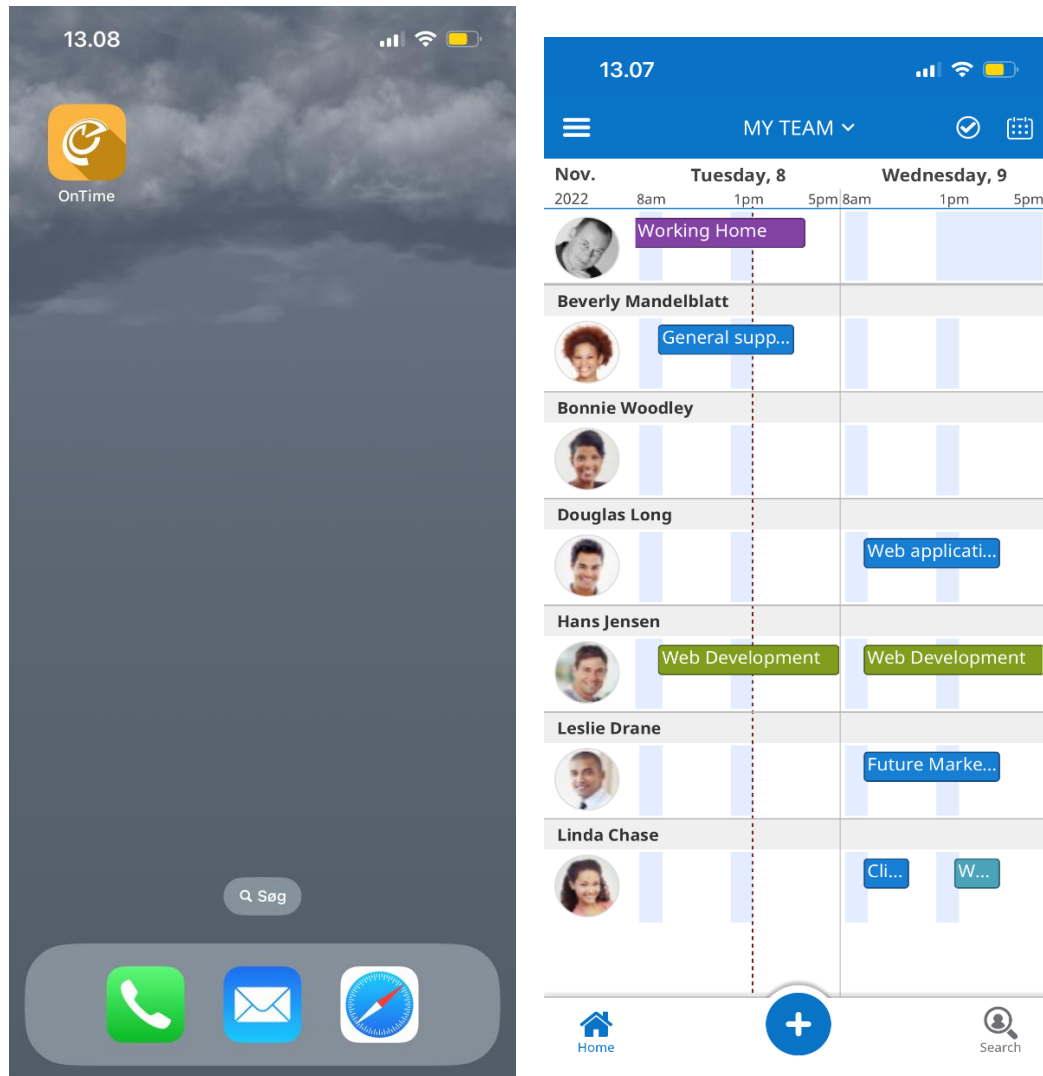 13.08
OnTime
Søg
13.07
MY TEAM
Nov. Tuesday, 8 Wednesday, 9
2022 8am 1pm 5pm 8am 1pm 5pm
Working Home
Beverly Mandelblatt
General supp...
Bonnie Woodley
Douglas Long
Web applicati...
Hans Jensen
Web Development Web Development
Leslie Drane
Future Marke...
Linda Chase
Cli... W...
Home Search